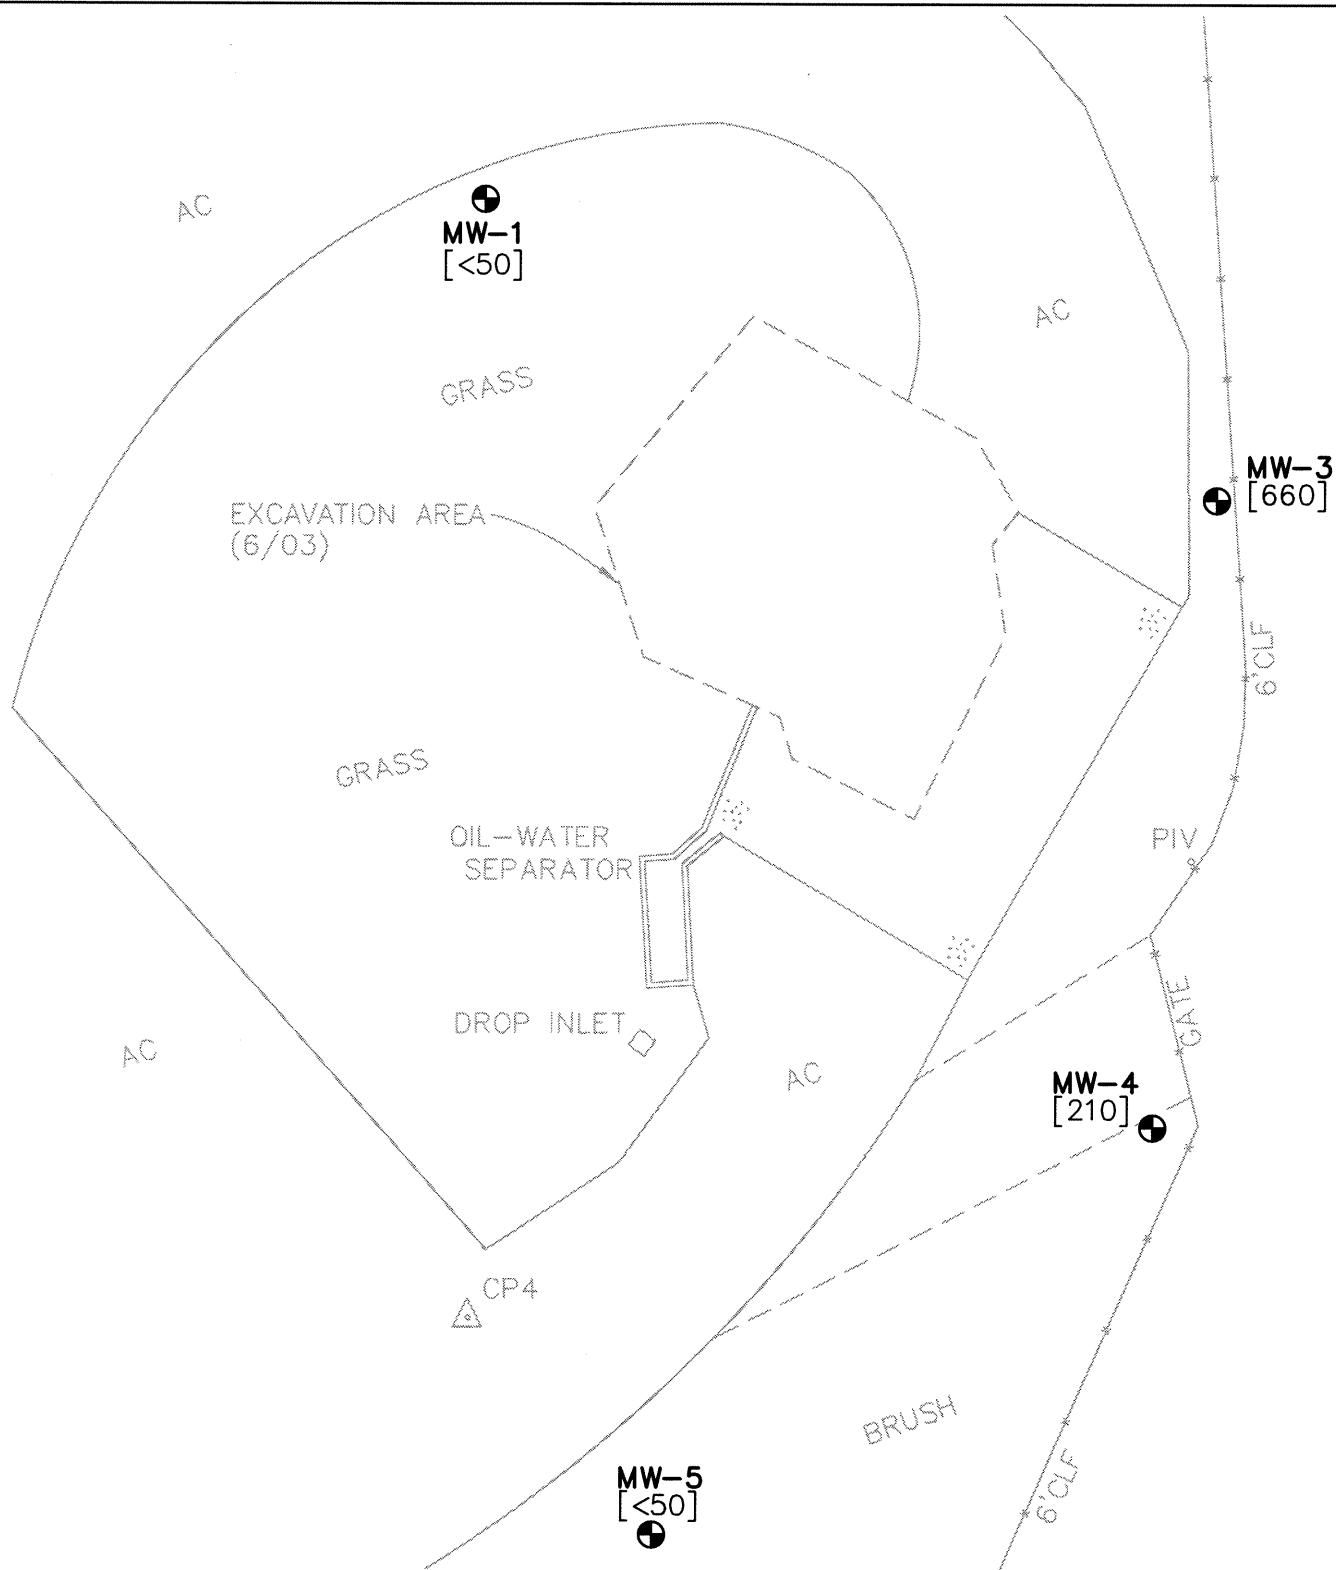 AC
MW-1
[<50]
AC
GRASS
MW-3
[660]
EXCAVATION AREA
(6/03)
6'CLF
GRASS
OIL-WATER
SEPARATOR
PIV
DROP INLET
GATE
AC
AC
MW-4
[210]
CP4
BRUSH
MW-5
[<50]
6'CLF